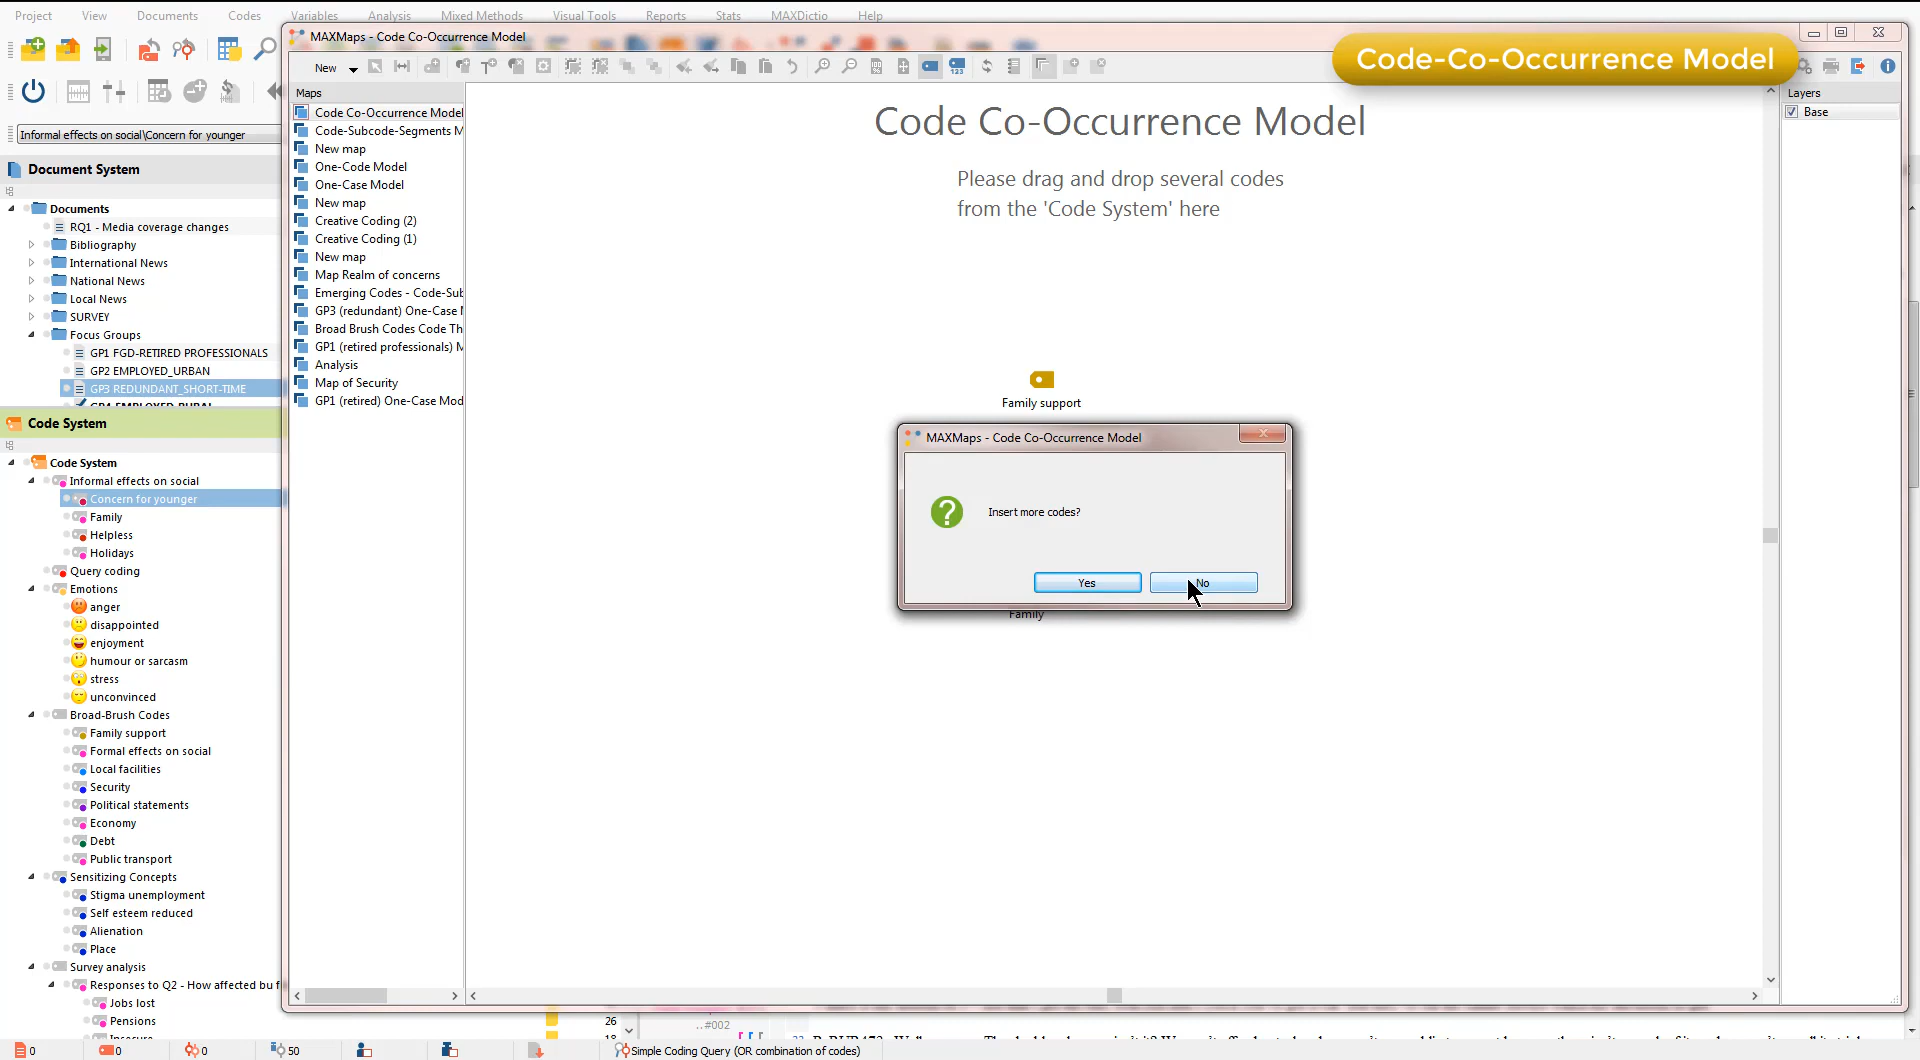 Project View Documents Codes Variables Analysis Mixed Methods Visual Tools Reports Stats MAXDictio Help
MAXMaps - Code Co-Occurrence Model
Code-Co-Occurrence Model
New
Maps
Code Co-Occurrence Model
Code-Subcode-Segments M
New map
One-Code Model
One-Case Model
New map
Creative Coding (2)
Creative Coding (1)
New map
Map Realm of concerns
Emerging Codes - Code-Sub
GP3 (redundant) One-Case
Broad Brush Codes Code Th
GP1 (retired professionals) M
Analysis
Map of Security
GP1 (retired) One-Case Mod
Layers
Base
Code Co-Occurrence Model
Please drag and drop several codes
from the 'Code System' here
Family support
MAXMaps - Code Co-Occurrence Model
Insert more codes?
Yes No
Family
Informal effects on social\Concern for younger
Document System
Documents
RQ1 - Media coverage changes
Bibliography
International News
National News
Local News
SURVEY
Focus Groups
GP1 FGD-RETIRED PROFESSIONALS
GP2 EMPLOYED_URBAN
GP3 REDUNDANT_SHORT-TIME
GP4 EMPLOYED_RURAL
Code System
Code System
Informal effects on social
Concern for younger
Family
Helpless
Holidays
Query coding
Emotions
anger
disappointed
enjoyment
humour or sarcasm
stress
unconvinced
Broad-Brush Codes
Family support
Formal effects on social
Local facilities
Security
Political statements
Economy
Debt
Public transport
Sensitizing Concepts
Stigma unemployment
Self esteem reduced
Alienation
Place
Survey analysis
Responses to Q2 - How affected bu f
Jobs lost
Pensions
Insecure
26
..#002
0 0 0 50 Simple Coding Query (OR combination of codes)